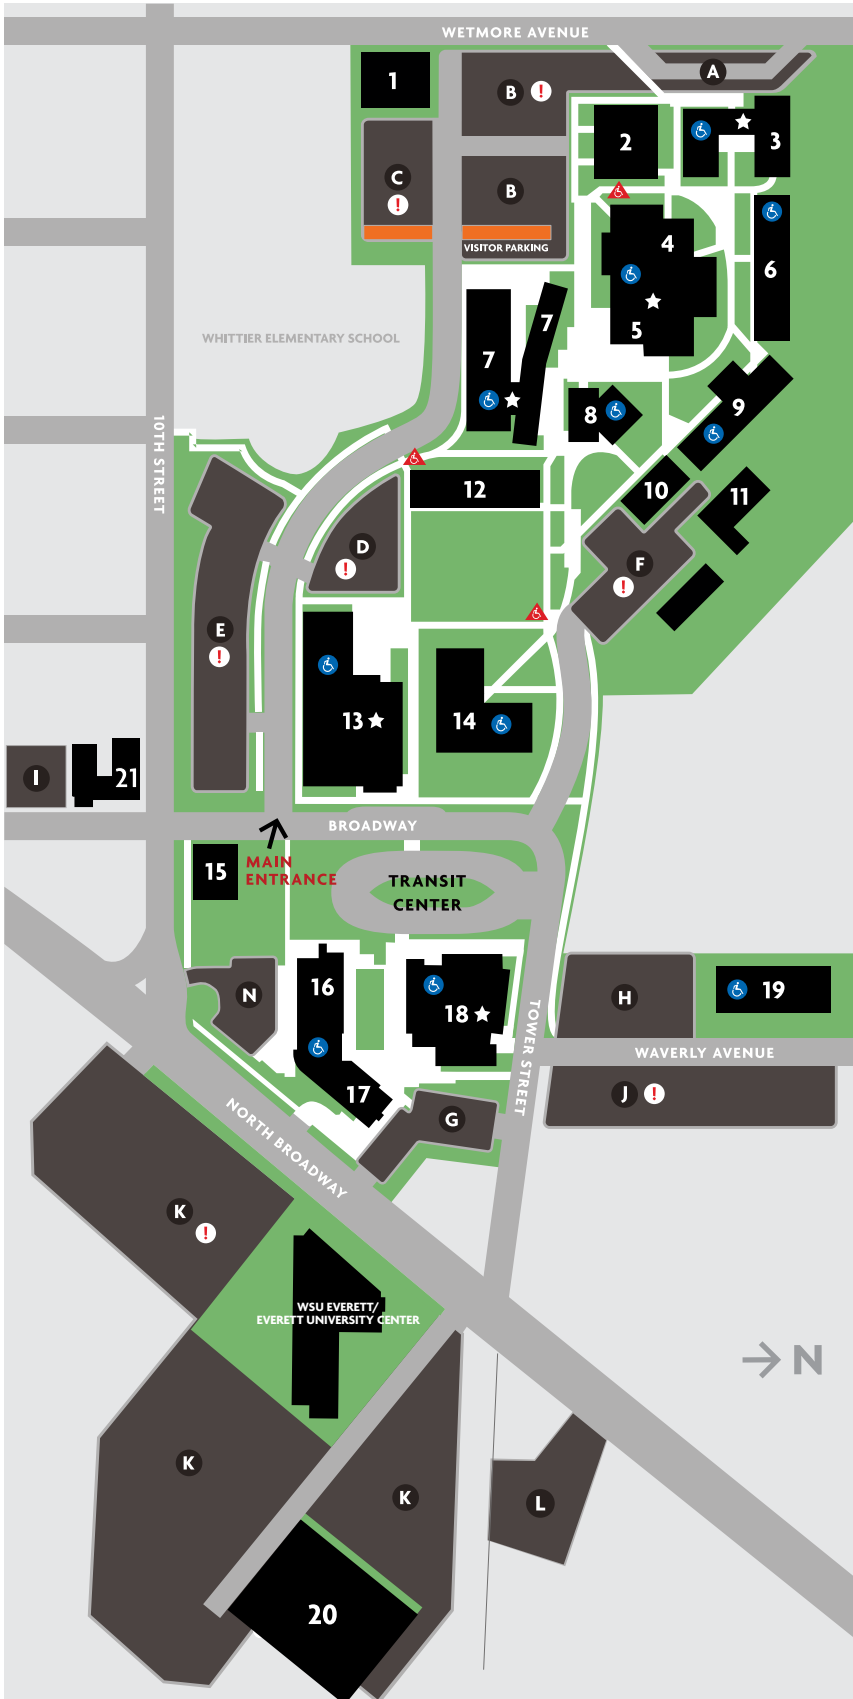 WETMORE AVENUE
1
B !
A
2
3
C
!
B
VISITOR PARKING
4
6
5
WHITTIER ELEMENTARY SCHOOL
7
7
8
9
10TH STREET
12
10
11
D
!
F
!
E
!
13
14
I
21
BROADWAY
MAIN
ENTRANCE
15
TRANSIT
CENTER
N
16
18
H
19
TOWER STREET
WAVERLY AVENUE
17
G
J !
NORTH BROADWAY
K
!
WSU EVERETT/
EVERETT UNIVERSITY CENTER
N
K
K
L
20